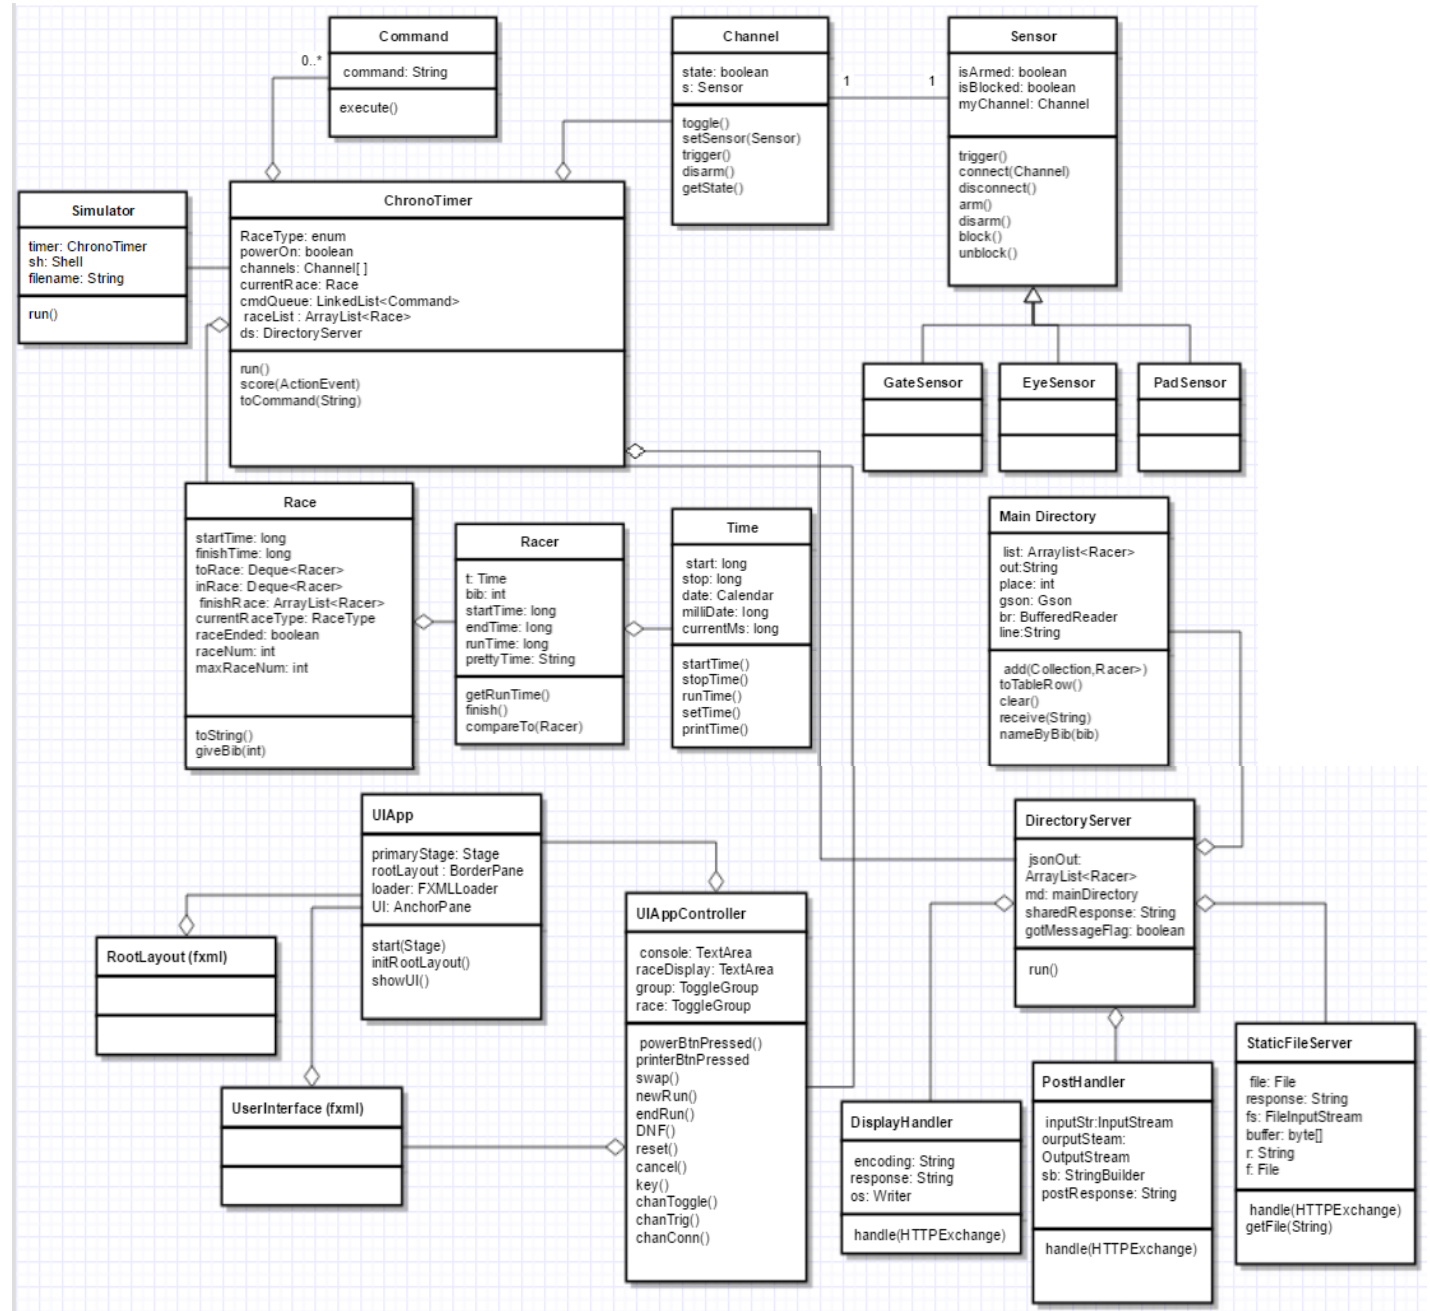 Command
0..*
command: String
execute()
Channel
state: boolean
s: Sensor
toggle()
setSensor(Sensor)
trigger()
disarm()
getState()
1
1
Sensor
isArmed: boolean
isBlocked: boolean
myChannel: Channel
trigger()
connect(Channel)
disconnect()
arm()
disarm()
block()
unblock()
Simulator
timer: ChronoTimer
sh: Shell
filename: String
run()
ChronoTimer
RaceType: enum
powerOn: boolean
channels: Channel[ ]
currentRace: Race
cmdQueue: LinkedList<Command>
raceList : ArrayList<Race>
ds: DirectoryServer
run()
score(ActionEvent)
toCommand(String)
GateSensor
EyeSensor
PadSensor
Race
startTime: long
finishTime: long
toRace: Deque<Racer>
inRace: Deque<Racer>
finishRace: ArrayList<Racer>
currentRaceType: RaceType
raceEnded: boolean
raceNum: int
maxRaceNum: int
toString()
giveBib(int)
Racer
t: Time
bib: int
startTime: long
endTime: long
runTime: long
prettyTime: String
getRunTime()
finish()
compareTo(Racer)
Time
start: long
stop: long
date: Calendar
milliDate: long
currentMs: long
startTime()
stopTime()
runTime()
setTime()
printTime()
Main Directory
list: Arraylist<Racer>
out:String
place: int
gson: Gson
br: BufferedReader
line:String
add(Collection,Racer>)
toTableRow()
clear()
receive(String)
nameByBib(bib)
UIApp
primaryStage: Stage
rootLayout : BorderPane
loader: FXMLLoader
UI: AnchorPane
start(Stage)
initRootLayout()
showUI()
RootLayout (fxml)
UserInterface (fxml)
UIAppController
console: TextArea
raceDisplay: TextArea
group: ToggleGroup
race: ToggleGroup
powerBtnPressed()
printerBtnPressed
swap()
newRun()
endRun()
DNF()
reset()
cancel()
key()
chanToggle()
chanTrig()
chanConn()
DirectoryServer
jsonOut:
ArrayList<Racer>
md: mainDirectory
sharedResponse: String
gotMessageFlag: boolean
run()
DisplayHandler
encoding: String
response: String
os: Writer
handle(HTTPExchange)
PostHandler
inputStr:InputStream
ourputSteam:
OutputStream
sb: StringBuilder
postResponse: String
handle(HTTPExchange)
StaticFileServer
file: File
response: String
fs: FileInputStream
buffer: byte[]
r: String
f: File
handle(HTTPExchange)
getFile(String)